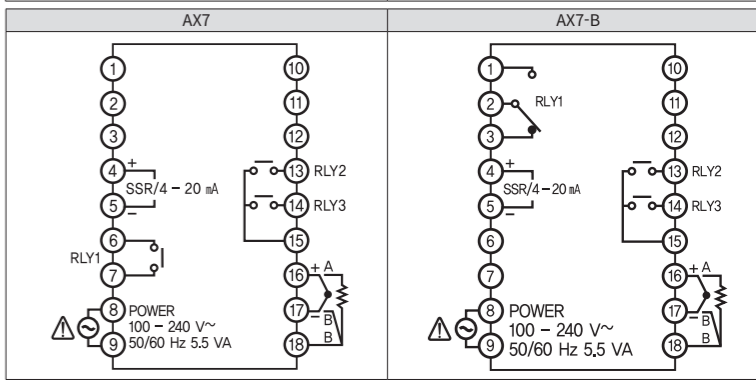 AX7
AX7-B
1
2
3
4
+
SSR/4 - 20 ㎃
5
-
6
RLY1
7
8
POWER
100 - 240 V~
9
50/60 Hz 5.5 VA
10
11
12
13 RLY2
14 RLY3
15
16 + A
17 - B
18 B
1
2 RLY1
3
4
+
SSR/4 - 20 ㎃
5
-
6
7
8
POWER
100 - 240 V~
9
50/60 Hz 5.5 VA
10
11
12
13 RLY2
14 RLY3
15
16 + A
17 - B
18 B